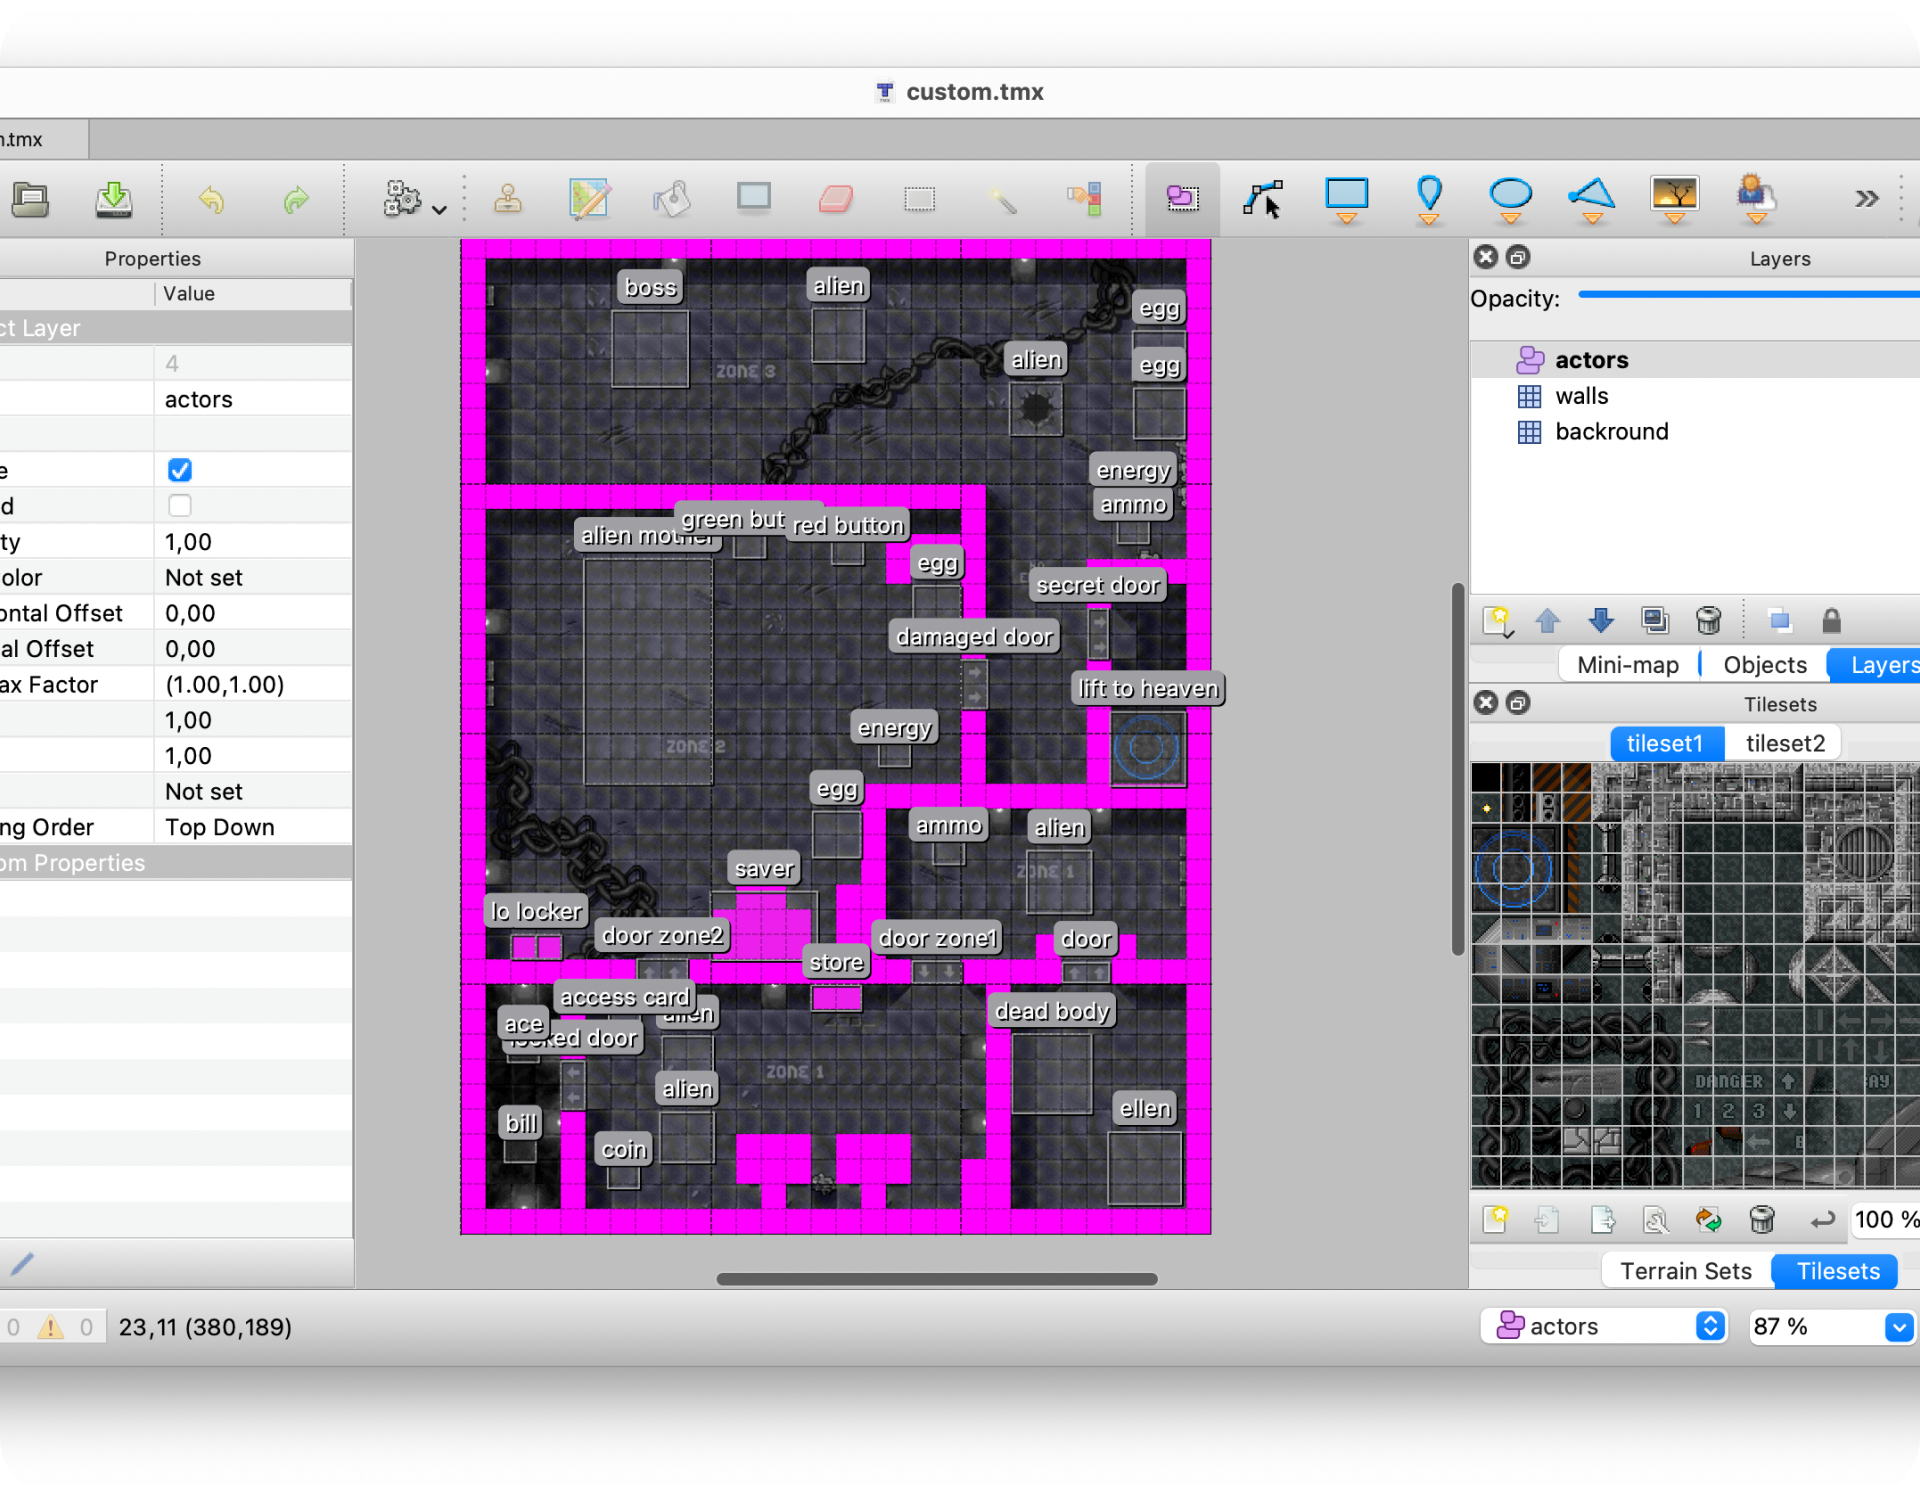 custom.tmx
n.tmx
Properties
Value
ct Layer
4
actors
e
d
ty 1,00
olor Not set
ontal Offset 0,00
al Offset 0,00
ax Factor (1.00,1.00)
1,00
1,00
Not set
ng Order Top Down
om Properties
boss
alien
egg
alien
egg
ZONE 3
energy
ammo
green but
red button
alien mother
egg
secret door
damaged door
lift to heaven
energy
ZONE 2
egg
ammo
alien
saver
ZONE 1
lo locker
door zone2
door zone1
door
store
access card
alien
dead body
ace
locked door
ZONE 1
alien
bill
coin
ellen
Layers
Opacity:
actors
walls
backround
Mini-map
Objects
Layers
Tilesets
tileset1
tileset2
DANGER
BAY
1 2 3
100 %
Terrain Sets
Tilesets
0 0 23,11 (380,189)
actors
87 %